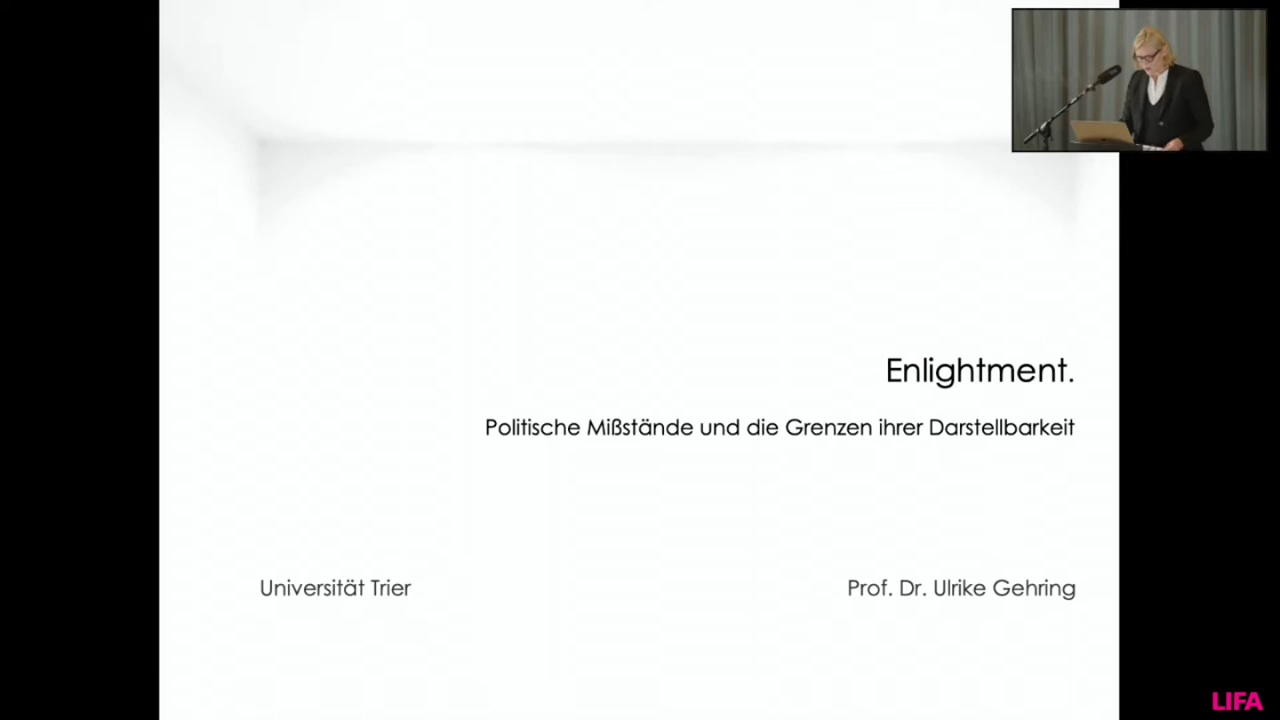 Enlightment.
Politische Mißstände und die Grenzen ihrer Darstellbarkeit
Universität Trier
Prof. Dr. Ulrike Gehring
LIFA